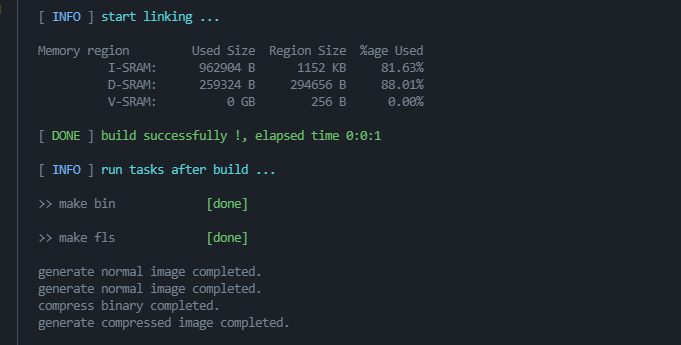 [ INFO ] start linking ...
Memory region         Used Size  Region Size  %age Used
          I-SRAM:      962904 B      1152 KB     81.63%
          D-SRAM:      259324 B     294656 B     88.01%
          V-SRAM:          0 GB        256 B      0.00%
[ DONE ] build successfully !, elapsed time 0:0:1
[ INFO ] run tasks after build ...
>> make bin             [done]
>> make fls             [done]
generate normal image completed.
generate normal image completed.
compress binary completed.
generate compressed image completed.